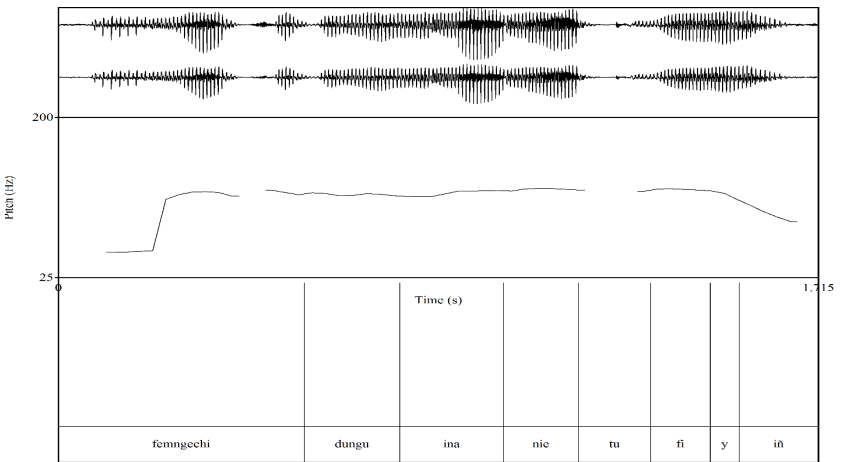 200
Pitch (Hz)
25
0 1.715
Time (s)
femngechi dungu ina nie tu fi y iñ